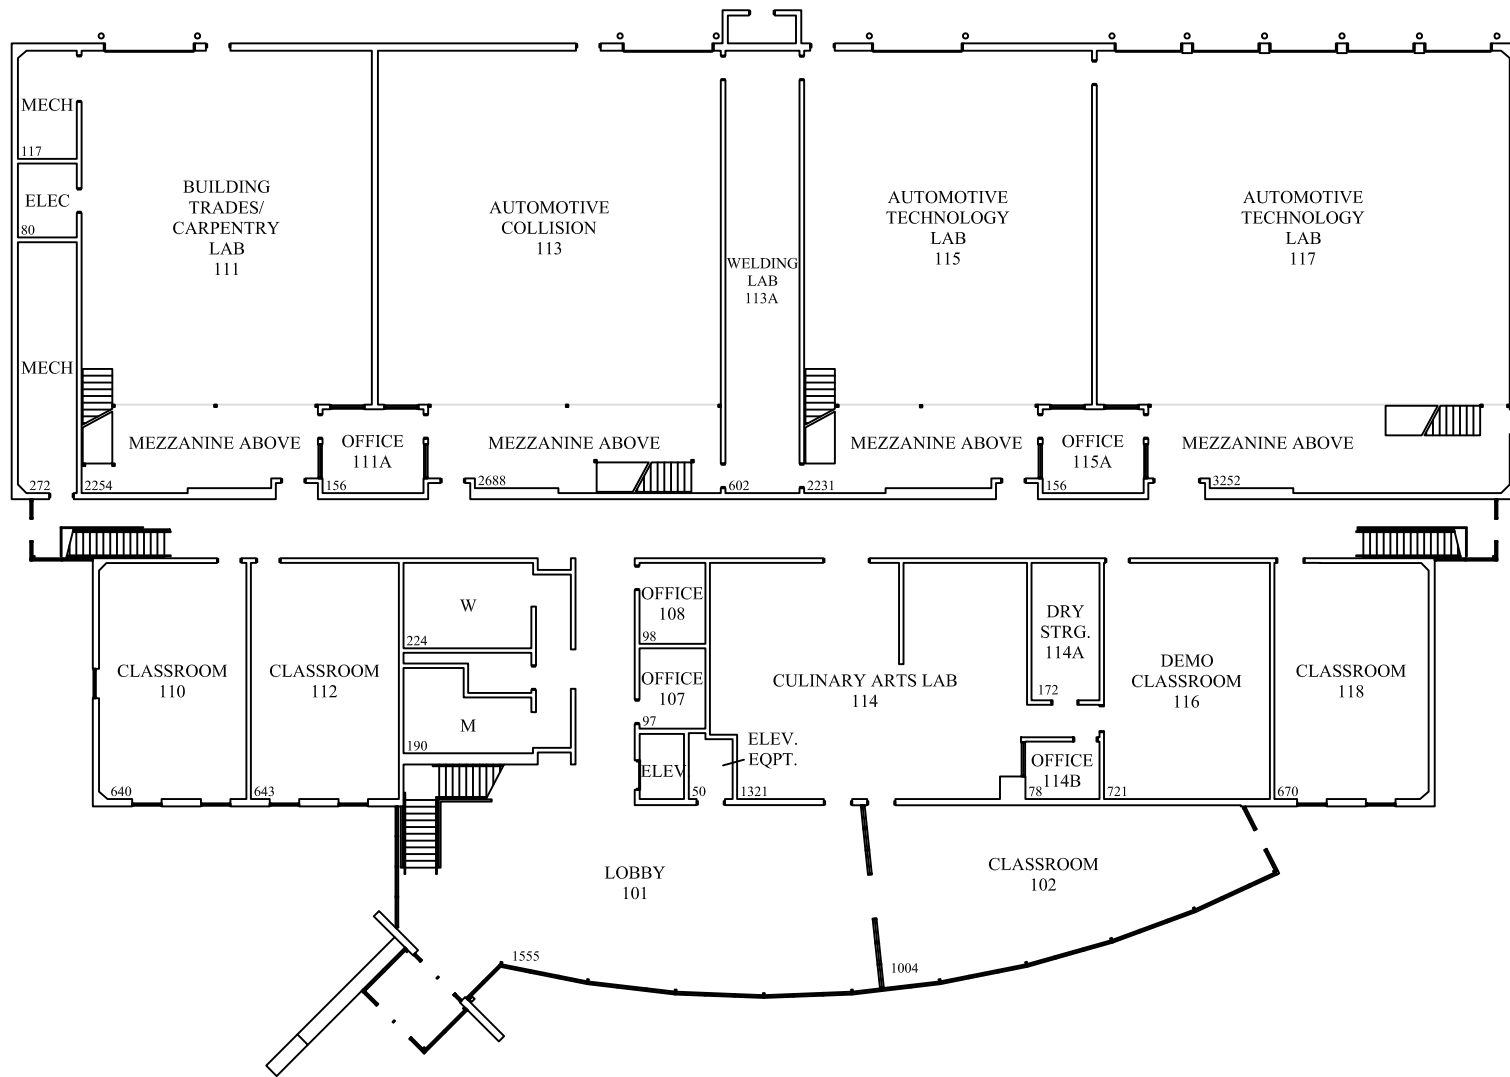 MECH
117
ELEC
80
MECH
272
BUILDING
TRADES/
CARPENTRY
LAB
111
MEZZANINE ABOVE
2254
OFFICE
111A
156
AUTOMOTIVE
COLLISION
113
MEZZANINE ABOVE
2688
WELDING
LAB
113A
602
AUTOMOTIVE
TECHNOLOGY
LAB
115
MEZZANINE ABOVE
2231
OFFICE
115A
156
AUTOMOTIVE
TECHNOLOGY
LAB
117
MEZZANINE ABOVE
3252
CLASSROOM
110
640
CLASSROOM
112
643
W
224
M
190
OFFICE
108
98
OFFICE
107
97
ELEV
50
ELEV.
EQPT.
CULINARY ARTS LAB
114
1321
DRY
STRG.
114A
172
OFFICE
114B
78
DEMO
CLASSROOM
116
721
CLASSROOM
118
670
LOBBY
101
1555
CLASSROOM
102
1004